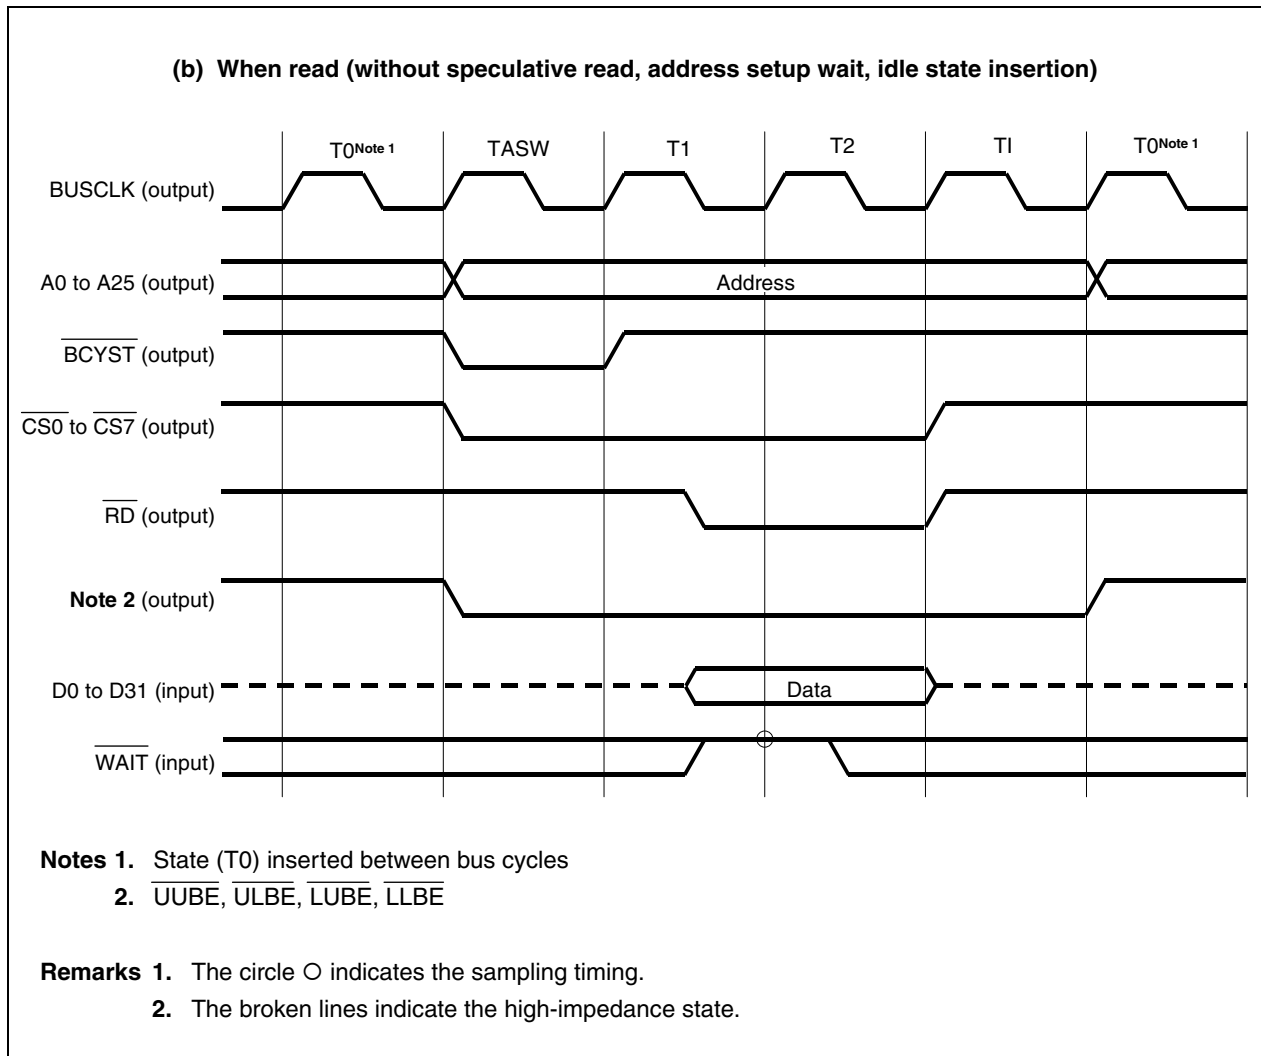 (b) When read (without speculative read, address setup wait, idle state insertion)
T0Note 1 TASW T1 T2 TI T0Note 1
BUSCLK (output)
A0 to A25 (output) Address
BCYST (output)
CS0 to CS7 (output)
RD (output)
Note 2 (output)
D0 to D31 (input) Data
WAIT (input)
Notes 1. State (T0) inserted between bus cycles
2. UUBE, ULBE, LUBE, LLBE
Remarks 1. The circle O indicates the sampling timing.
2. The broken lines indicate the high-impedance state.